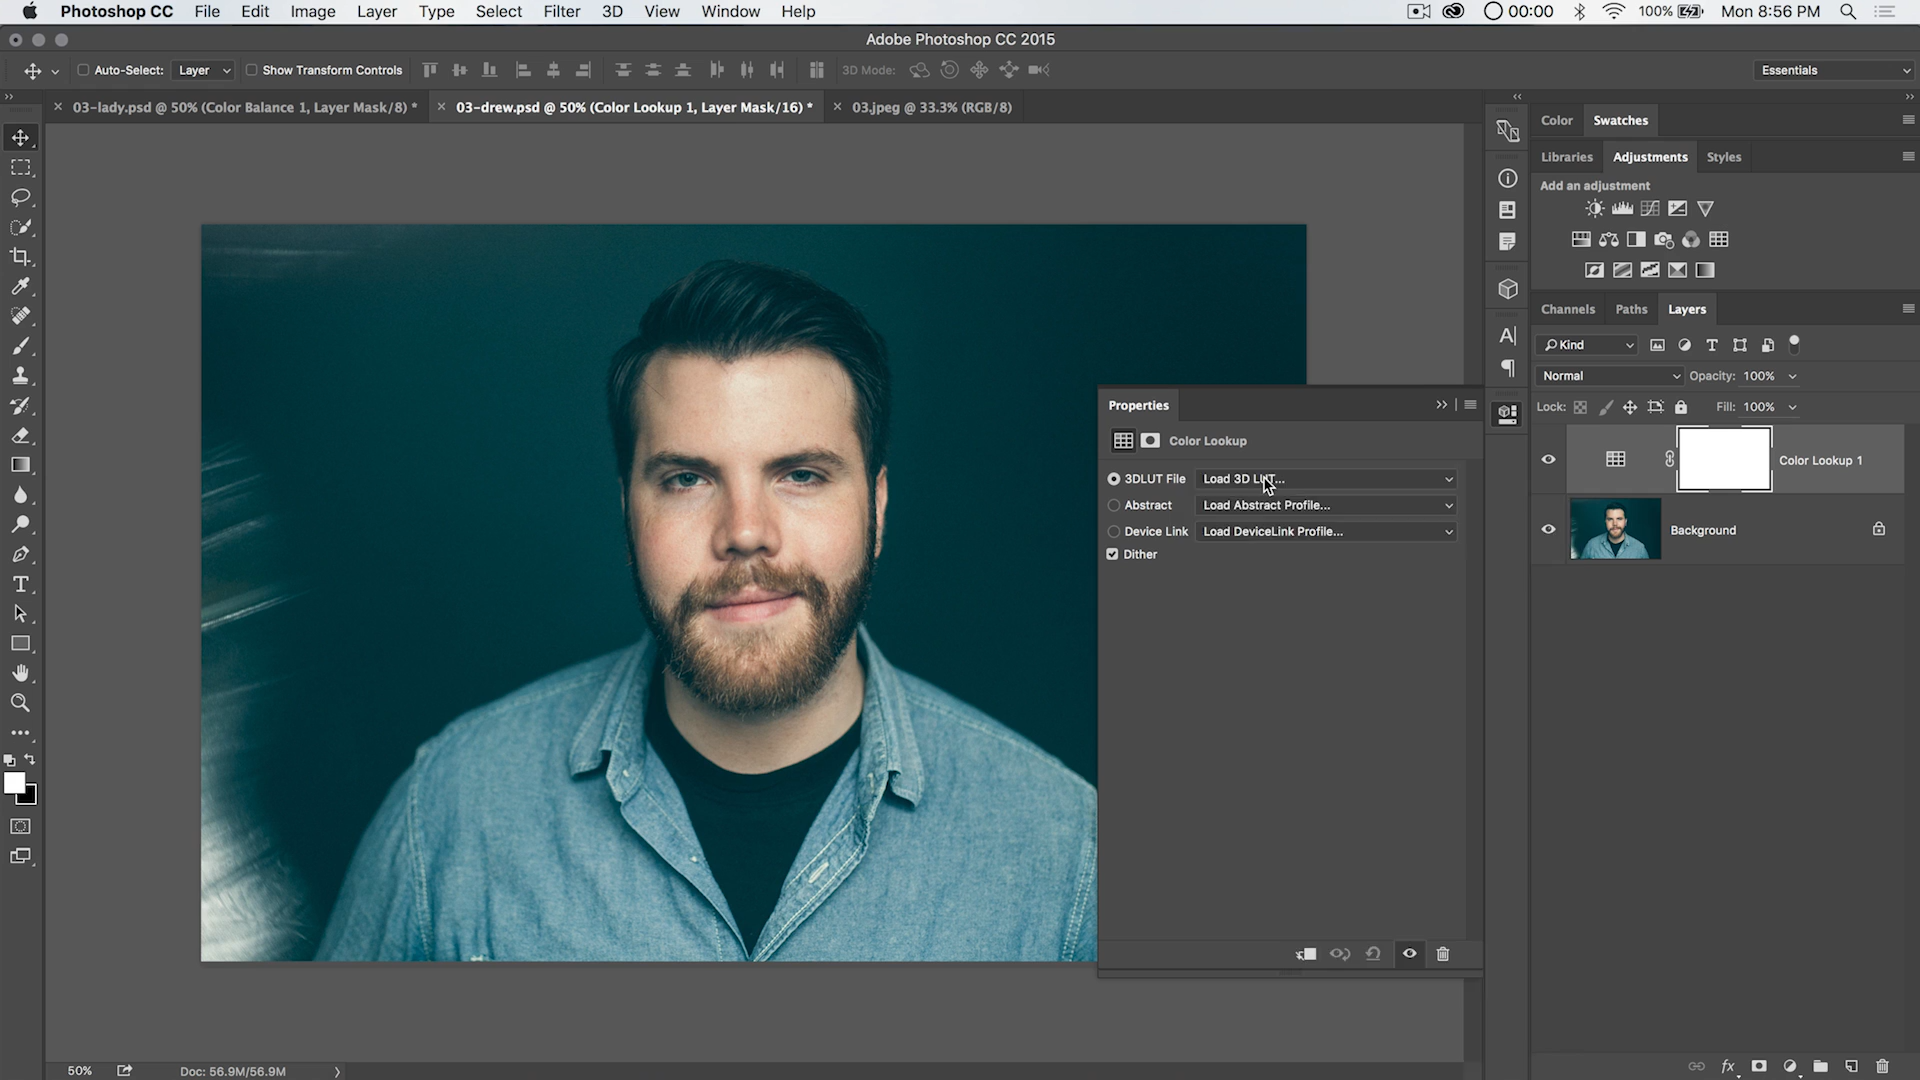 Photoshop CC File Edit Image Layer Type Select Filter 3D View Window Help 00:00 100% Mon 8:56 PM
Adobe Photoshop CC 2015
Auto-Select: Layer Show Transform Controls 3D Mode: Essentials
03-lady.psd @ 50% (Color Balance 1, Layer Mask/8) * 03-drew.psd @ 50% (Color Lookup 1, Layer Mask/16) * 03.jpeg @ 33.3% (RGB/8)
Color Swatches
Libraries Adjustments Styles
Add an adjustment
Channels Paths Layers
Kind
Normal Opacity: 100%
Lock: Fill: 100%
Color Lookup 1
Background
Properties
Color Lookup
3DLUT File Load 3D LUT...
Abstract Load Abstract Profile...
Device Link Load DeviceLink Profile...
Dither
50% Doc: 56.9M/56.9M